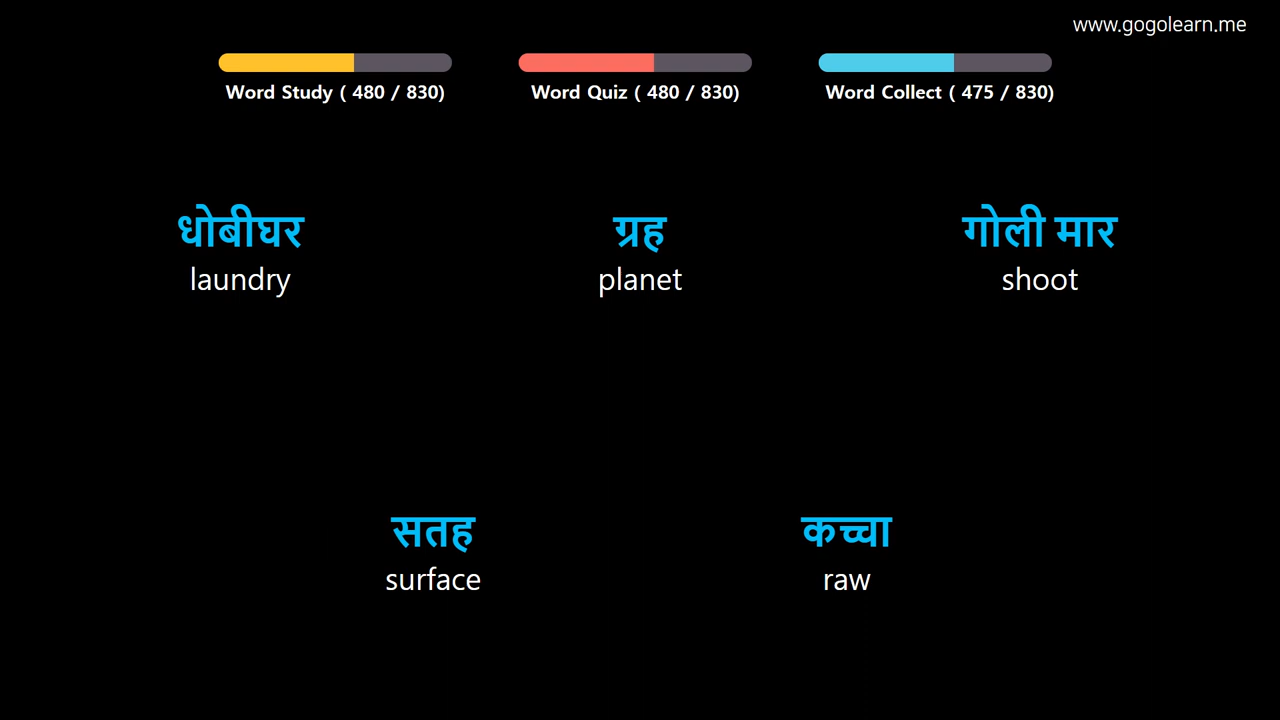 www.gogolearn.me
Word Study ( 480 / 830)
Word Quiz ( 480 / 830)
Word Collect ( 475 / 830)
धोबीघर
laundry
ग्रह
planet
गोली मार
shoot
सतह
surface
कच्चा
raw